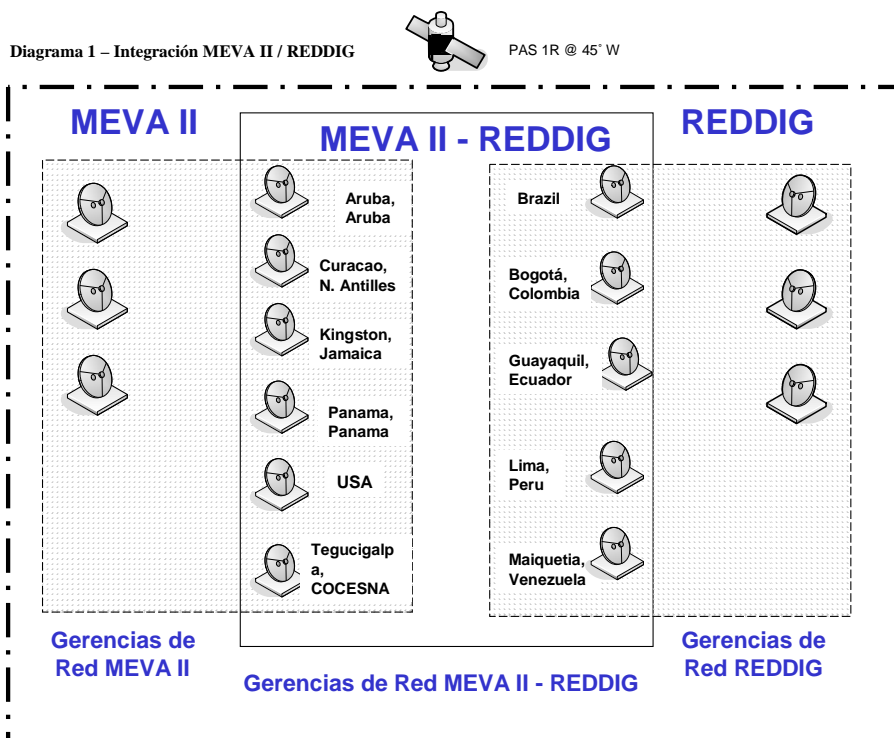 Diagrama 1 – Integración MEVA II / REDDIG
PAS 1R @ 45° W
MEVA II
MEVA II - REDDIG
REDDIG
Aruba,
Aruba
Curacao,
N. Antilles
Kingston,
Jamaica
Panama,
Panama
USA
Tegucigalp
a,
COCESNA
Brazil
Bogotá,
Colombia
Guayaquil,
Ecuador
Lima,
Peru
Maiquetia,
Venezuela
Gerencias de
Red MEVA II
Gerencias de Red MEVA II - REDDIG
Gerencias de
Red REDDIG